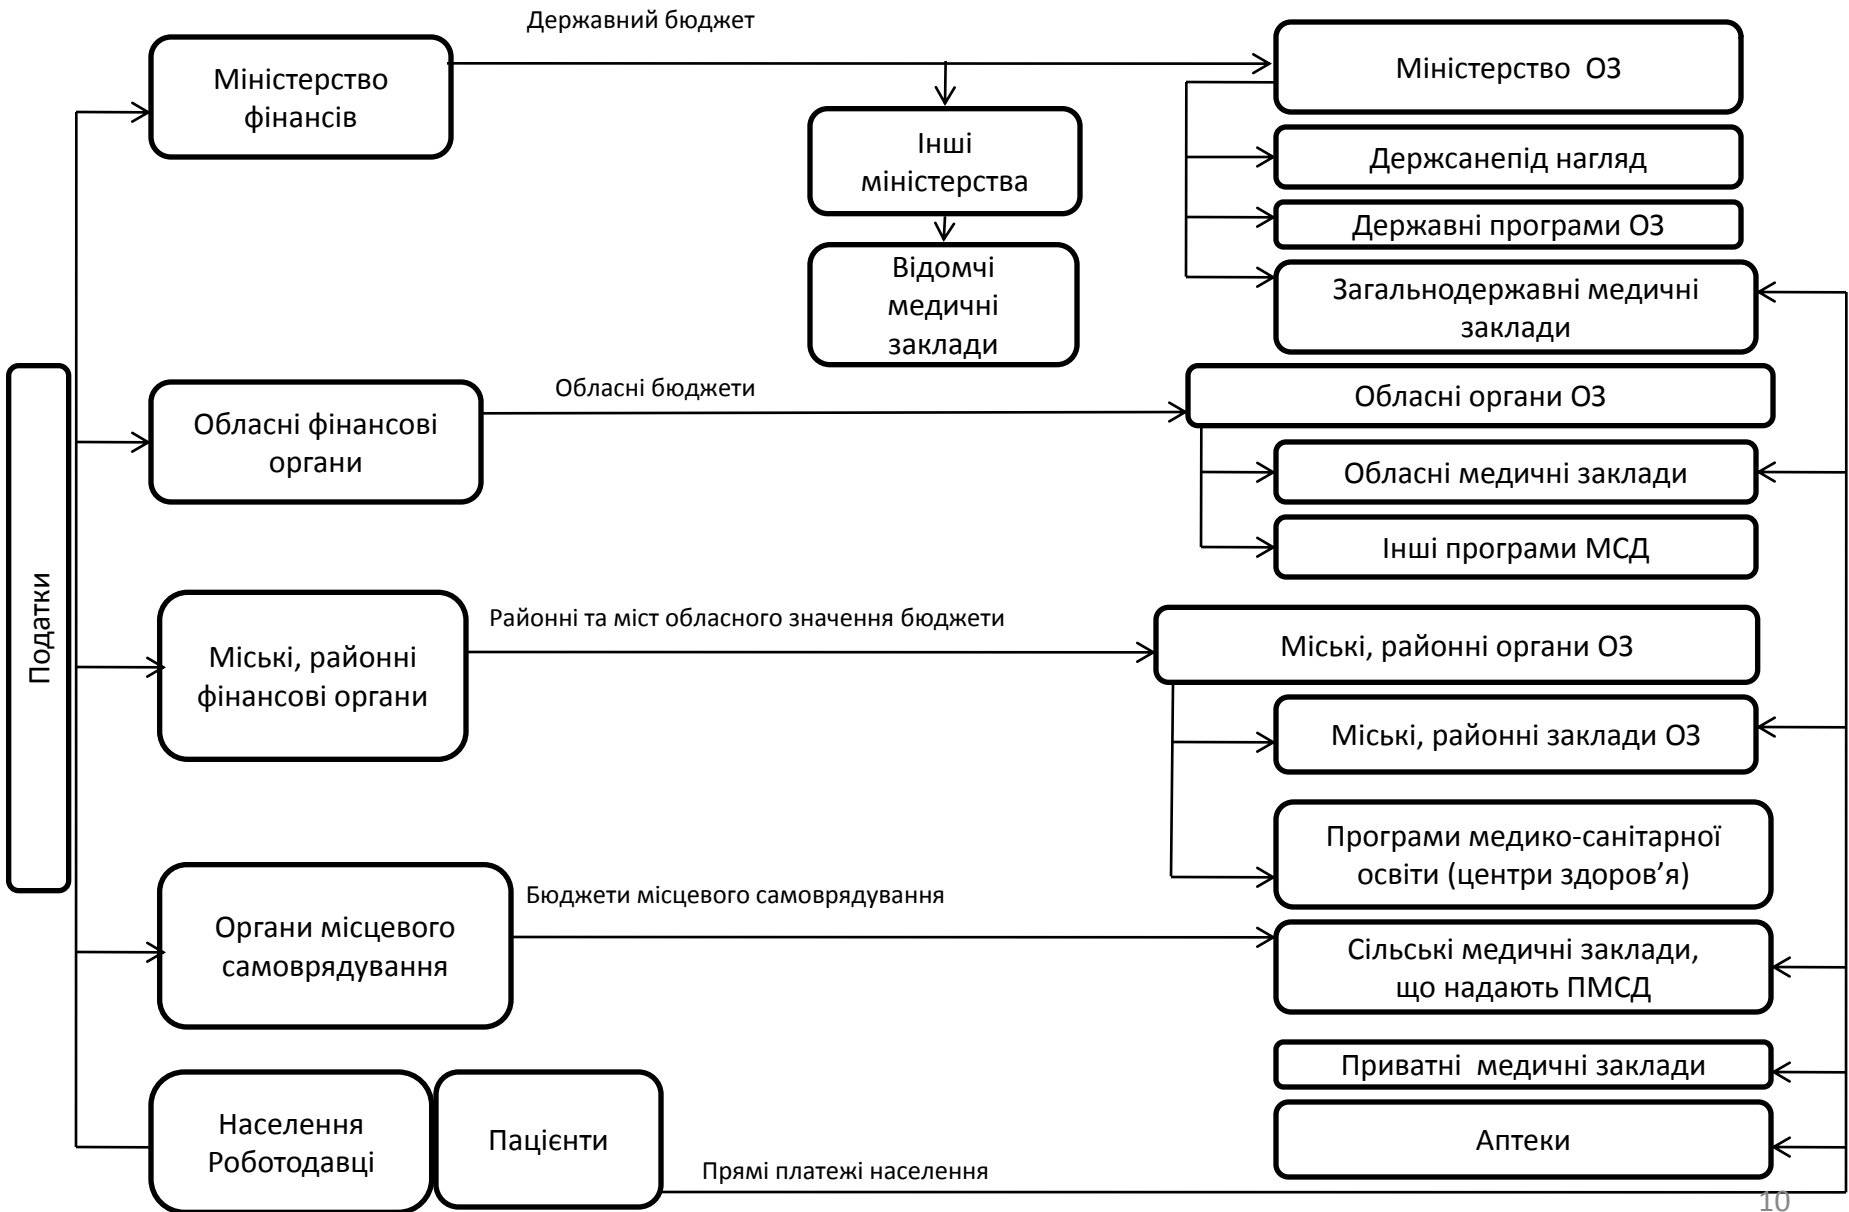 Державний бюджет
Міністерство
фінансів
Міністерство ОЗ
Інші
міністерства
Держсанепід нагляд
Державні програми ОЗ
Відомчі
медичні
заклади
Загальнодержавні медичні
заклади
Податки
Обласні фінансові
органи
Обласні бюджети
Обласні органи ОЗ
Обласні медичні заклади
Інші програми МСД
Міські, районні
фінансові органи
Районні та міст обласного значення бюджети
Міські, районні органи ОЗ
Міські, районні заклади ОЗ
Програми медико-санітарної
освіти (центри здоров’я)
Органи місцевого
самоврядування
Бюджети місцевого самоврядування
Сільські медичні заклади,
що надають ПМСД
Приватні медичні заклади
Населення
Роботодавці
Пацієнти
Аптеки
Прямі платежі населення
10